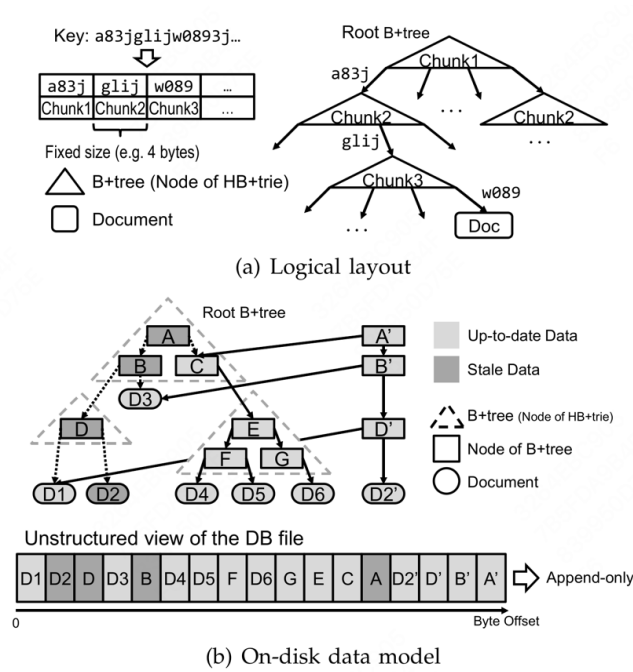 Key: a83jglijw0893j…
a83j glij w089 …
Chunk1 Chunk2 Chunk3 …
Fixed size (e.g. 4 bytes)
B+tree (Node of HB+trie)
Document
Root B+tree
Chunk1
a83j
Chunk2
...
Chunk2
glij
...
Chunk3
w089
...
Doc
(a) Logical layout
Root B+tree
A
A'
B
C
B'
D3
D
E
D'
F
G
D1
D2
D4
D5
D6
D2'
Up-to-date Data
Stale Data
B+tree (Node of HB+trie)
Node of B+tree
Document
Unstructured view of the DB file
D1 D2 D D3 B D4 D5 F D6 G E C A D2' D' B' A'
Append-only
0
Byte Offset
(b) On-disk data model